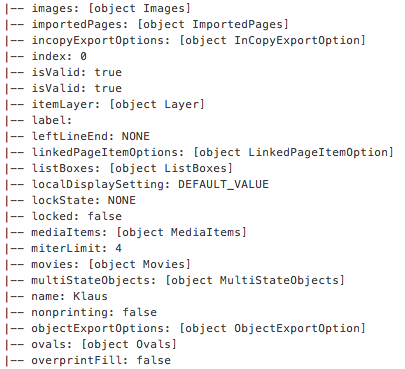 |-- images: [object Images]
|-- importedPages: [object ImportedPages]
|-- incopyExportOptions: [object InCopyExportOption]
|-- index: 0
|-- isValid: true
|-- isValid: true
|-- itemLayer: [object Layer]
|-- label:
|-- leftLineEnd: NONE
|-- linkedPageItemOptions: [object LinkedPageItemOption]
|-- listBoxes: [object ListBoxes]
|-- localDisplaySetting: DEFAULT_VALUE
|-- lockState: NONE
|-- locked: false
|-- mediaItems: [object MediaItems]
|-- miterLimit: 4
|-- movies: [object Movies]
|-- multiStateObjects: [object MultiStateObjects]
|-- name: Klaus
|-- nonprinting: false
|-- objectExportOptions: [object ObjectExportOption]
|-- ovals: [object Ovals]
|-- overprintFill: false